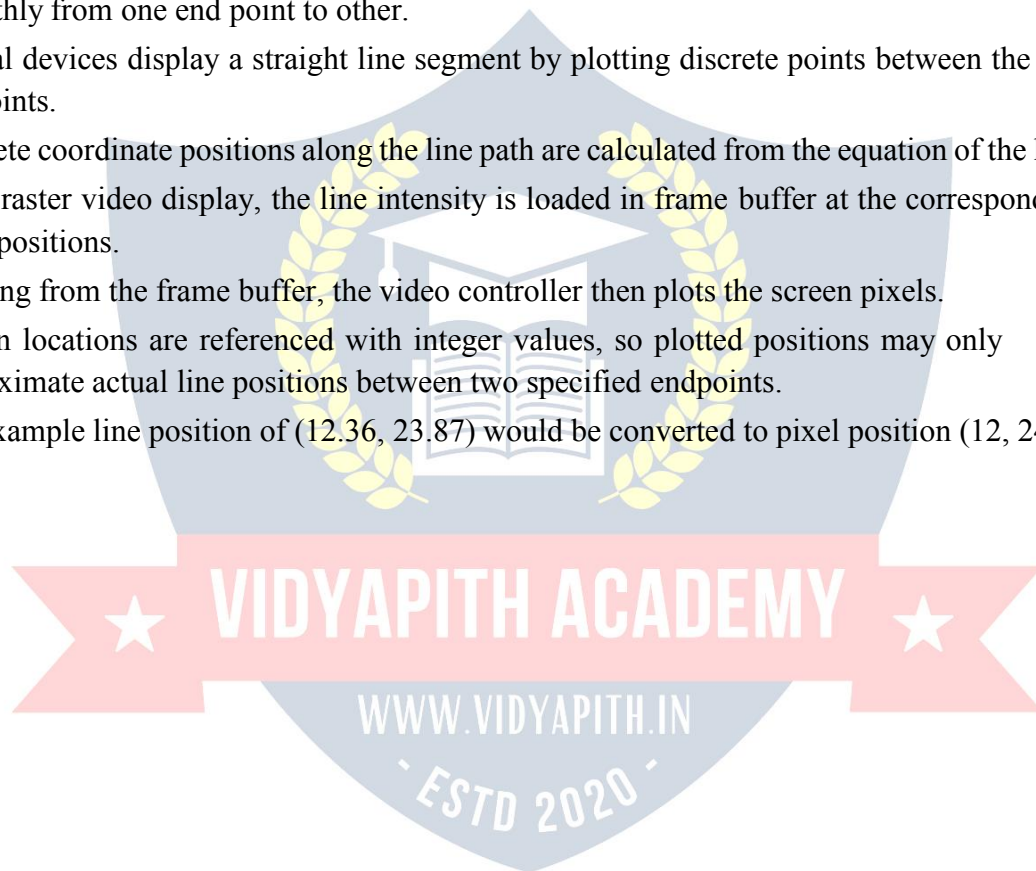 thly from one end point to other.
al devices display a straight line segment by plotting discrete points between the
oints.
ete coordinate positions along the line path are calculated from the equation of the
raster video display, the line intensity is loaded in frame buffer at the correspond
positions.
ng from the frame buffer, the video controller then plots the screen pixels.
n locations are referenced with integer values, so plotted positions may only
ximate actual line positions between two specified endpoints.
xample line position of (12.36, 23.87) would be converted to pixel position (12, 24
VIDYAPITH ACADEMY
WWW.VIDYAPITH.IN
- ESTD 2020 -